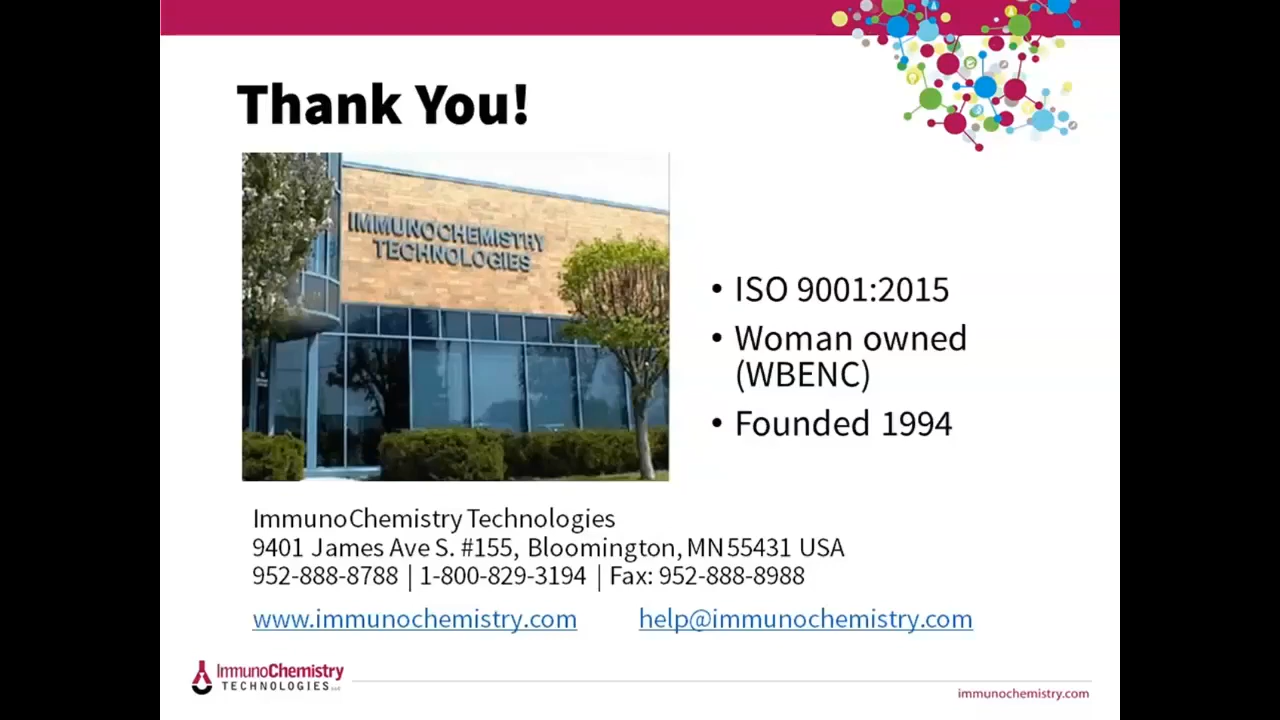 Thank You!
IMMUNOCHEMISTRY
TECHNOLOGIES
• ISO 9001:2015
• Woman owned
(WBENC)
• Founded 1994
ImmunoChemistry Technologies
9401 James Ave S. #155, Bloomington, MN 55431 USA
952-888-8788 | 1-800-829-3194 | Fax: 952-888-8988
www.immunochemistry.com help@immunochemistry.com
ImmunoChemistry
TECHNOLOGIES
immunochemistry.com